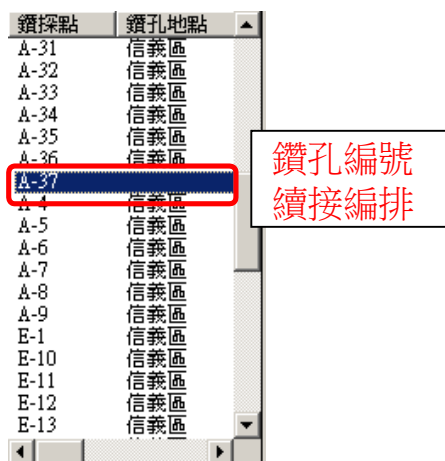 鑽探點 鑽孔地點
A-31 信義區
A-32 信義區
A-33 信義區
A-34 信義區
A-35 信義區
A-36 信義區
A-37
A-4 信義區
A-5 信義區
A-6 信義區
A-7 信義區
A-8 信義區
A-9 信義區
E-1 信義區
E-10 信義區
E-11 信義區
E-12 信義區
E-13 信義區
鑽孔編號
續接編排